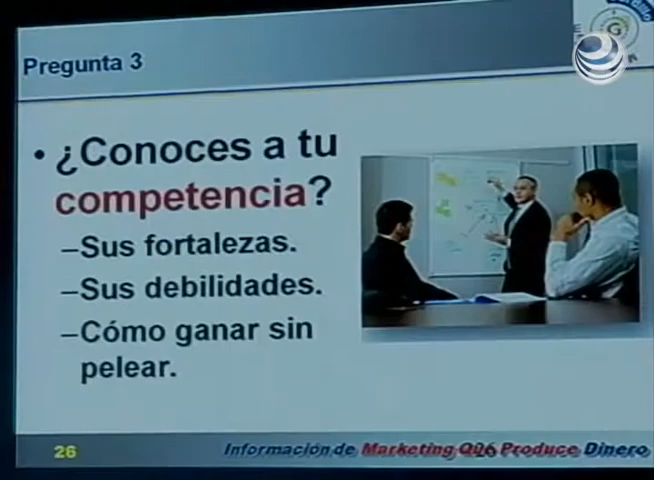 Pregunta 3
• ¿Conoces a tu
competencia?
–Sus fortalezas.
–Sus debilidades.
–Cómo ganar sin
pelear.
26
Información de Marketing Q26 Produce Dinero